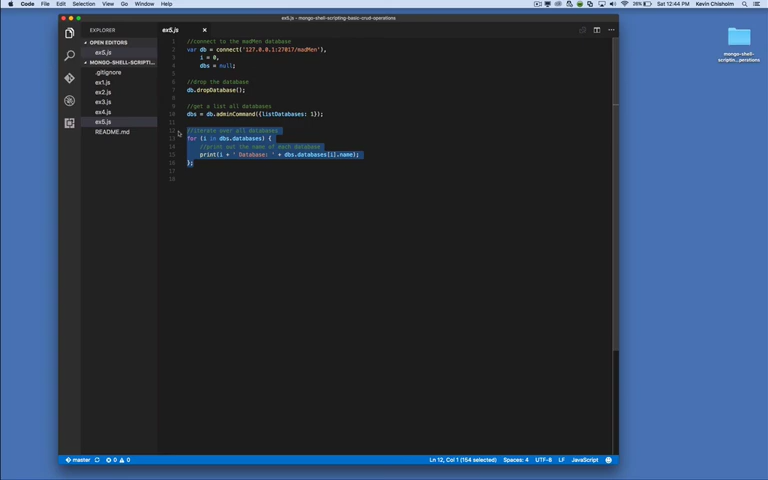 Code File Edit Selection View Go Window Help
26% Sat 12:44 PM Kevin Chisholm
ex5.js - mongo-shell-scripting-basic-crud-operations
EXPLORER
OPEN EDITORS
ex5.js
MONGO-SHELL-SCRIPTI...
.gitignore
ex1.js
ex2.js
ex3.js
ex4.js
ex5.js
README.md
ex5.js
1 //connect to the madMen database
2 var db = connect('127.0.0.1:27017/madMen'),
3 i = 0,
4 dbs = null;
5
6 //drop the database
7 db.dropDatabase();
8
9 //get a list all databases
10 dbs = db.adminCommand({listDatabases: 1});
11
12 //iterate over all databases
13 for (i in dbs.databases) {
14 //print out the name of each database
15 print(i + ' Database: ' + dbs.databases[i].name);
16 };
17
18
mongo-shell-
scriptin...perations
master 0 0 Ln 12, Col 1 (154 selected) Spaces: 4 UTF-8 LF JavaScript